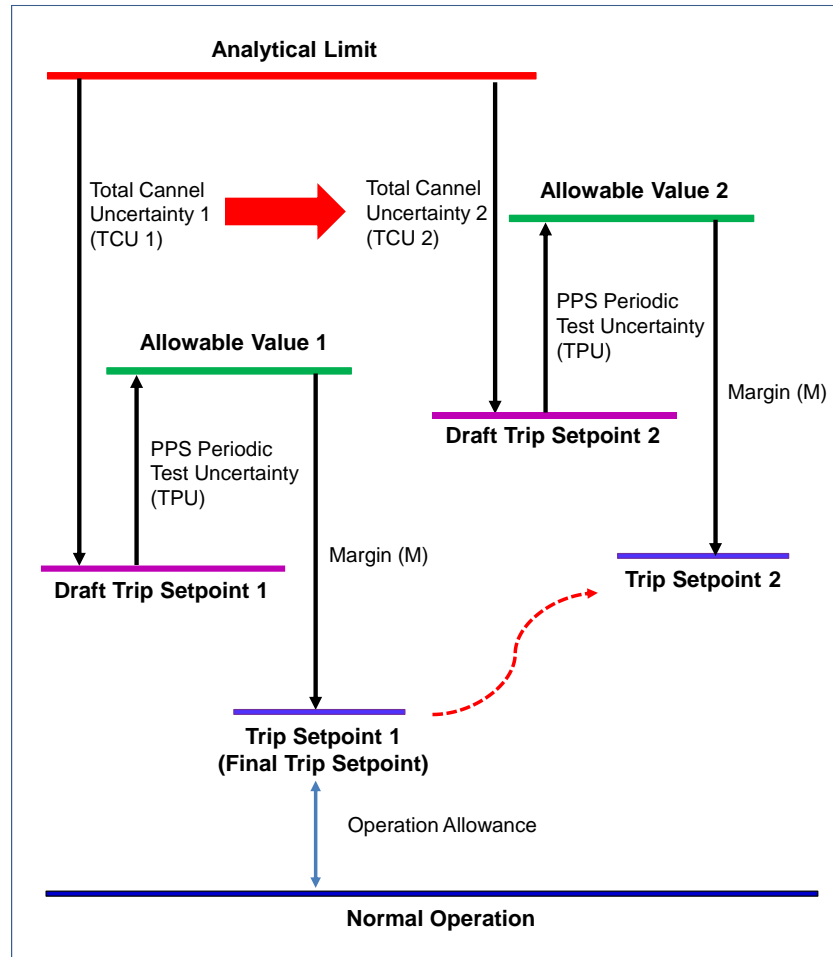 Analytical Limit
Total Cannel
Uncertainty 1
(TCU 1)
Total Cannel
Uncertainty 2
(TCU 2)
Allowable Value 2
PPS Periodic
Test Uncertainty
(TPU)
Margin (M)
Allowable Value 1
Draft Trip Setpoint 2
PPS Periodic
Test Uncertainty
(TPU)
Margin (M)
Draft Trip Setpoint 1
Trip Setpoint 2
Trip Setpoint 1
(Final Trip Setpoint)
Operation Allowance
Normal Operation